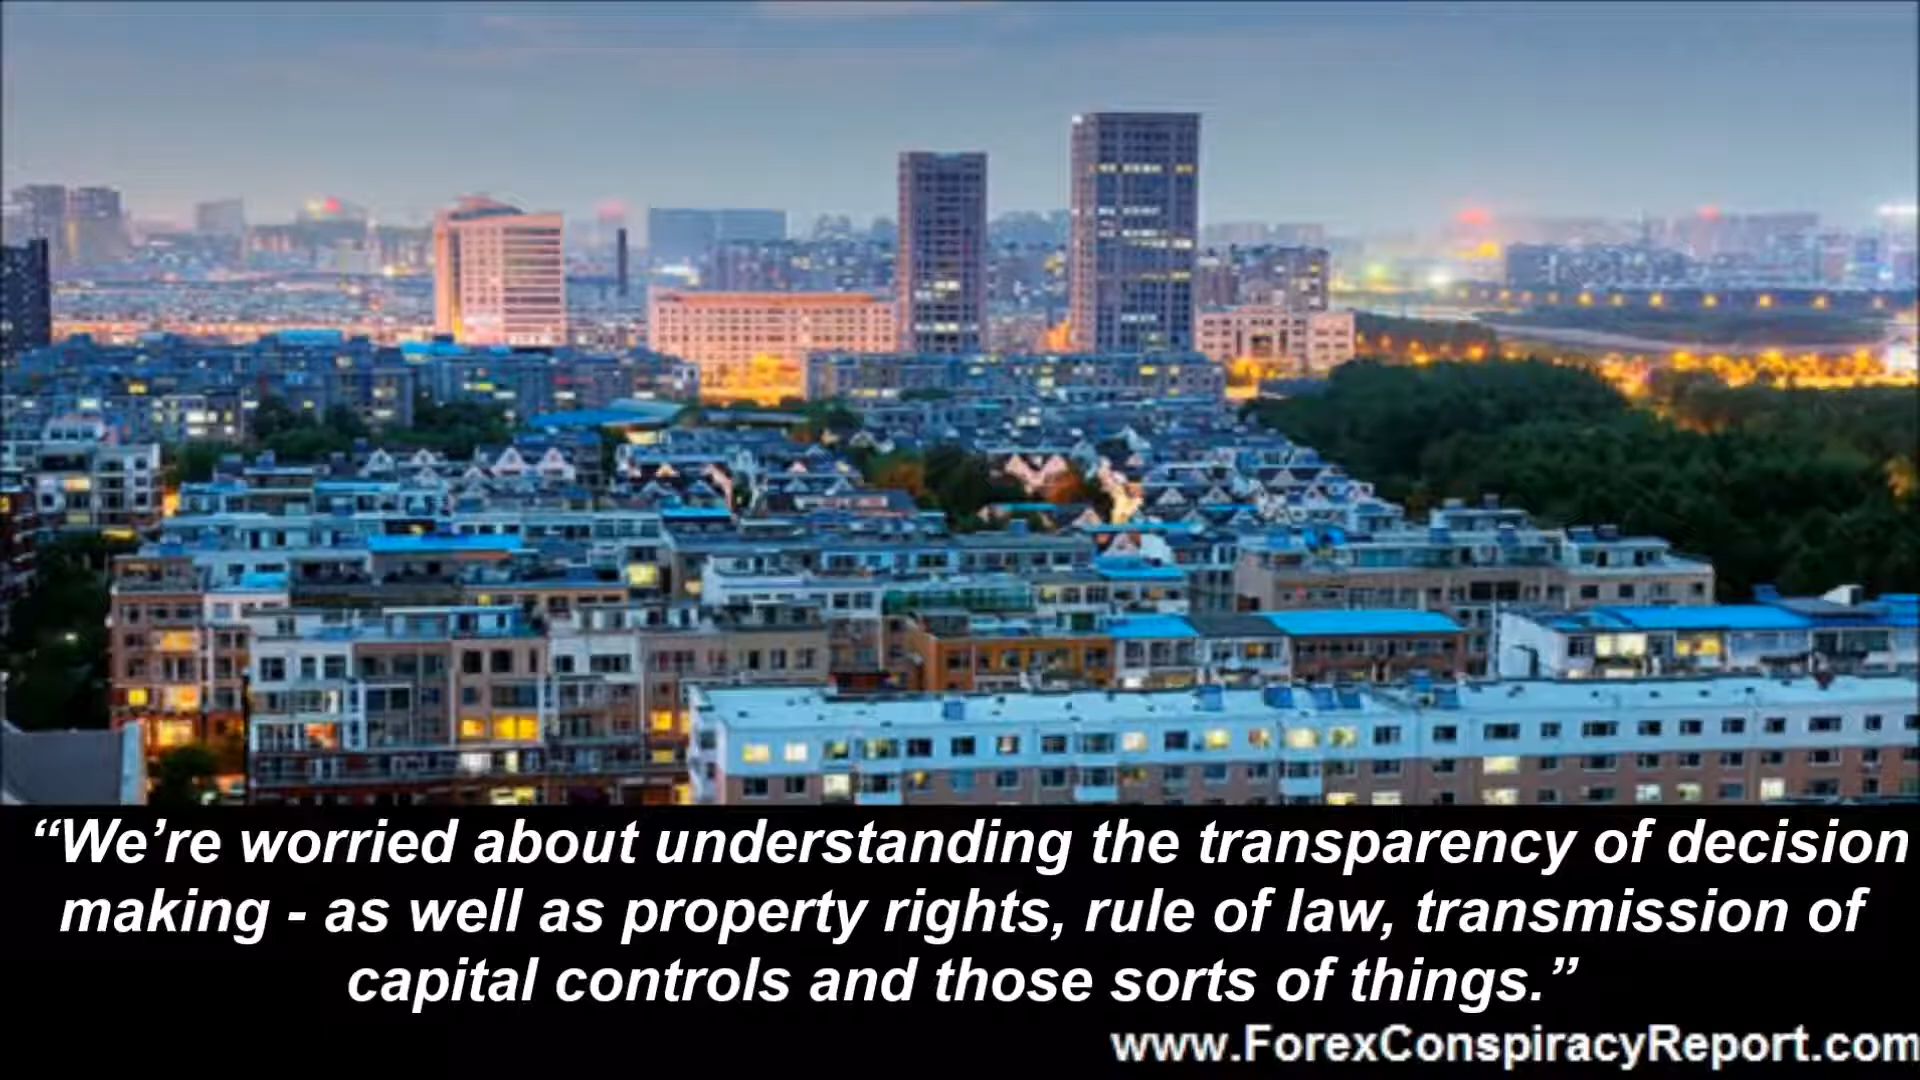 “We’re worried about understanding the transparency of decision
making - as well as property rights, rule of law, transmission of
capital controls and those sorts of things.”
www.ForexConspiracyReport.com